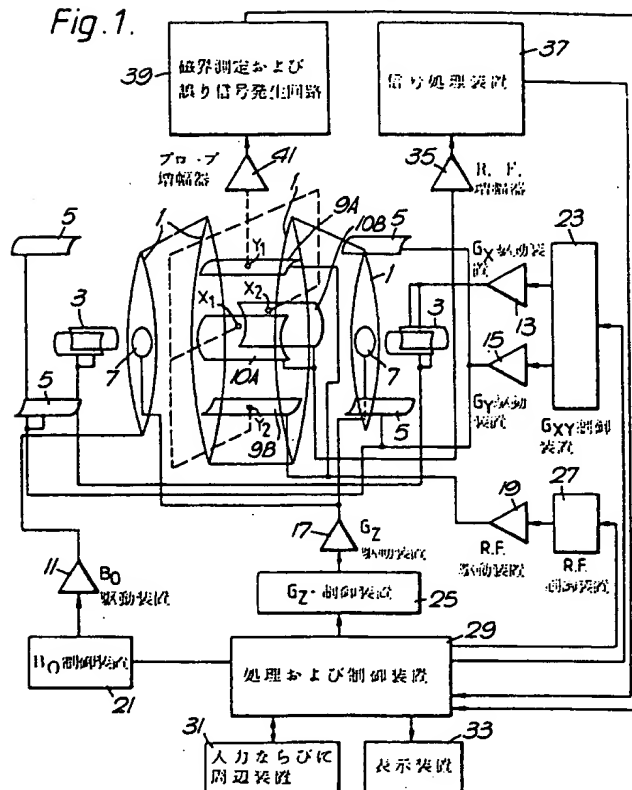 Fig.1.
39
磁界測定および
誤り信号発生回路
37
信号処理装置
プローブ
増幅器
41
35
R. F.
増幅器
5
1
1
9A
10B
5
1
Y1
GX駆動装置
23
13
3
X1
X2
3
7
7
15
GY駆動装置
GXY制御装置
10A
5
Y2
9B
5
19
27
17
GZ
駆動装置
R.F.
駆動装置
R.F.
制御装置
11
B0
駆動装置
GZ-制御装置
25
B0制御装置
21
29
処理および制御装置
31
入力ならびに
周辺装置
33
表示装置